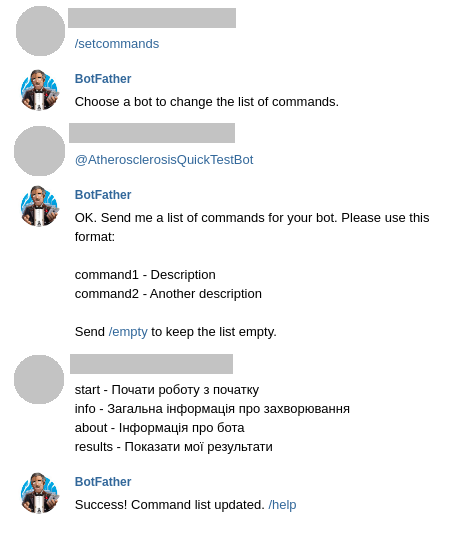 /setcommands
BotFather
Choose a bot to change the list of commands.
@AtherosclerosisQuickTestBot
BotFather
OK. Send me a list of commands for your bot. Please use this
format:
command1 - Description
command2 - Another description
Send /empty to keep the list empty.
start - Почати роботу з початку
info - Загальна інформація про захворювання
about - Інформація про бота
results - Показати мої результати
BotFather
Success! Command list updated. /help